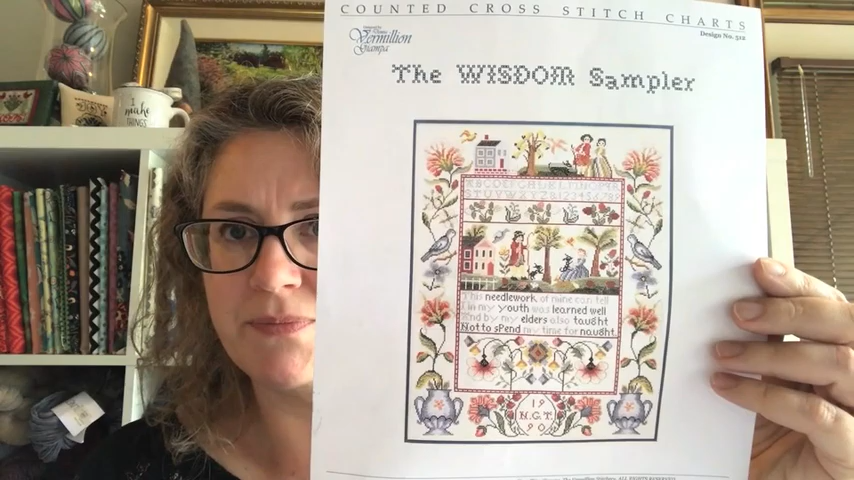 COUNTED CROSS STITCH CHARTS
Design No. 512
Vermillion
Giampa
The WISDOM Sampler
This needlework of mine can tell
I in my youth was learned well
And by my elders also taught
Not to spend my time for naught
19
N.G.T.
90
I
make
THINGS